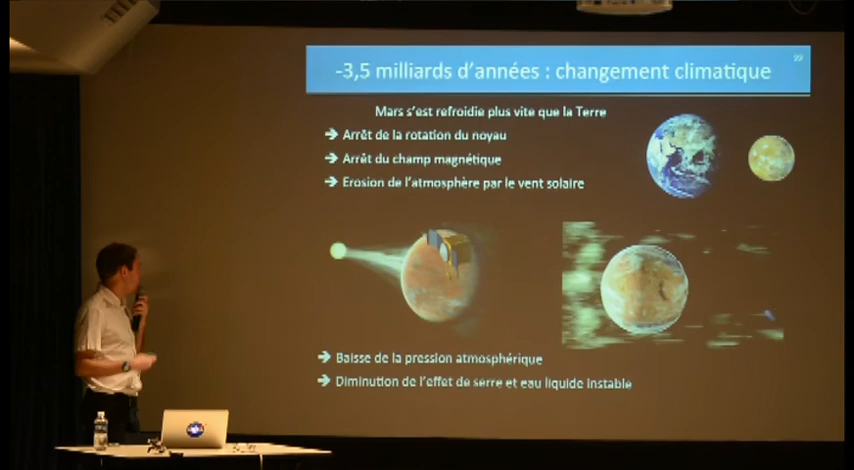 -3,5 milliards d'années : changement climatique
Mars s'est refroidie plus vite que la Terre
➔ Arrêt de la rotation du noyau
➔ Arrêt du champ magnétique
➔ Erosion de l'atmosphère par le vent solaire
➔ Baisse de la pression atmosphérique
➔ Diminution de l'effet de serre et eau liquide instable